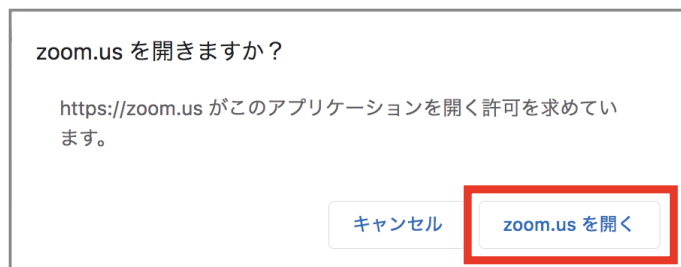 zoom.us を開きますか？
https://zoom.us がこのアプリケーションを開く許可を求めてい
ます。
キャンセル zoom.us を開く